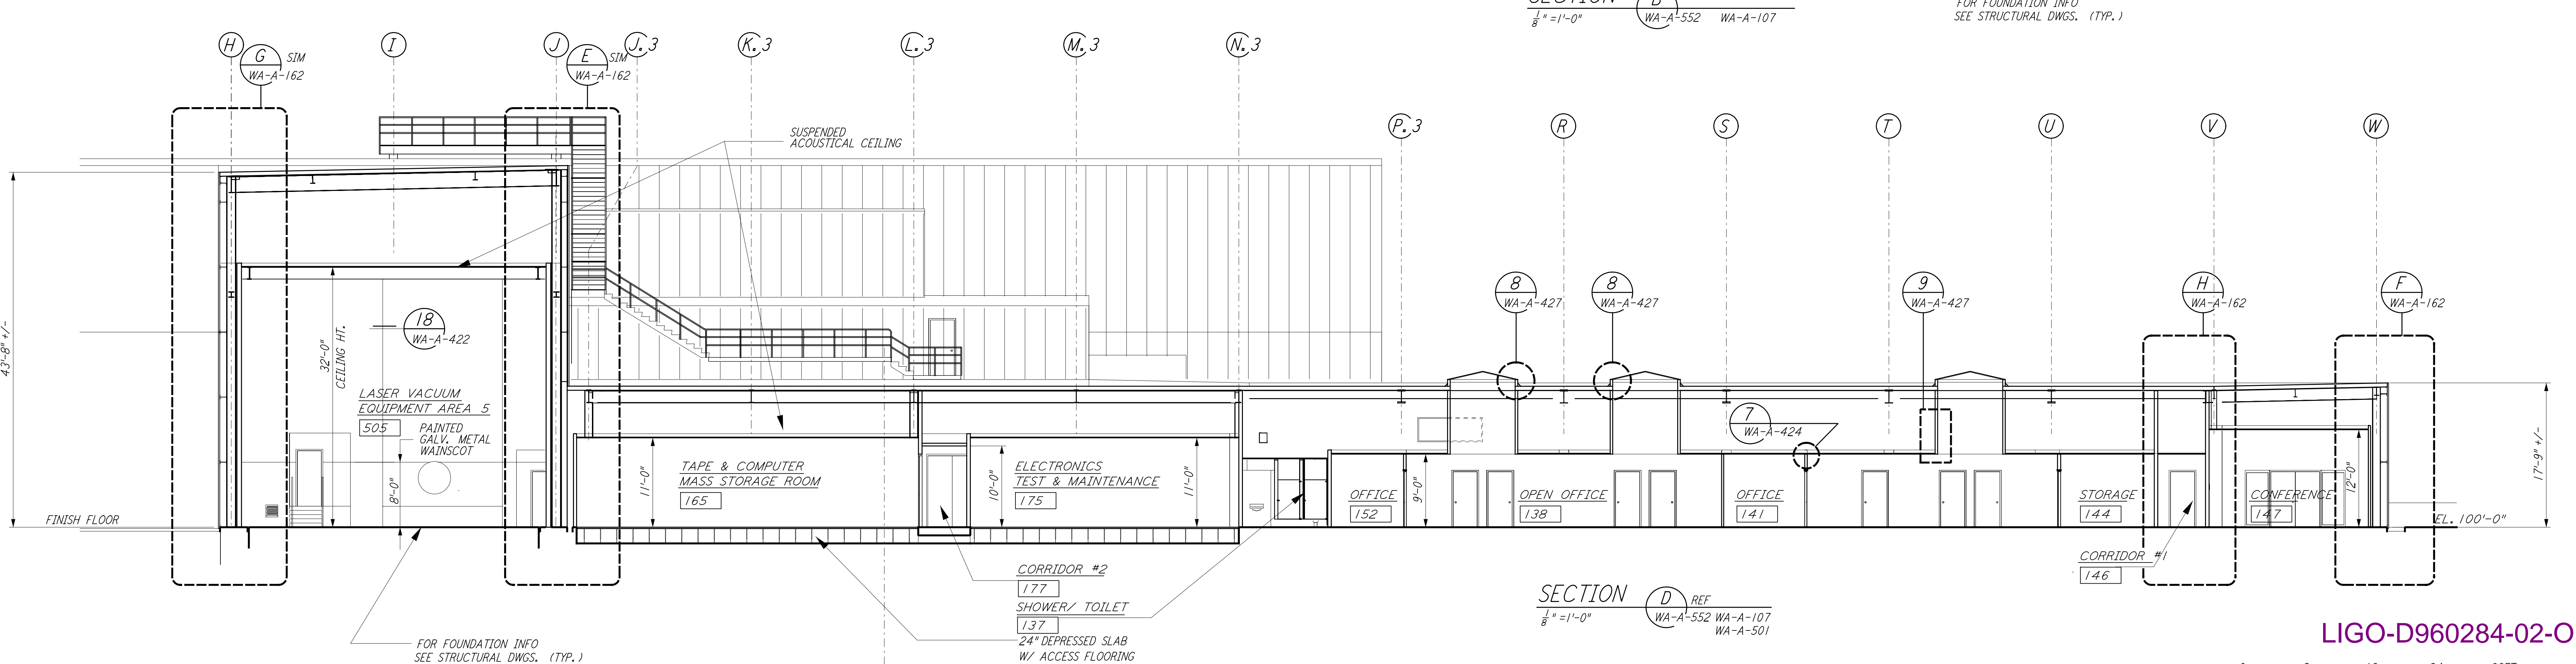 SECTION B
1/8" =1'-0" WA-A-552 WA-A-107
FOR FOUNDATION INFO
SEE STRUCTURAL DWGS. (TYP.)
H I J J.3 K.3 L.3 M.3 N.3
G SIM
WA-A-162
E SIM
WA-A-162
P.3 R S T U V W
SUSPENDED
ACOUSTICAL CEILING
8
WA-A-427
8
WA-A-427
9
WA-A-427
H
WA-A-162
F
WA-A-162
43'-8" +/-
32'-0"
CEILING HT.
18
WA-A-422
LASER VACUUM
EQUIPMENT AREA 5
505
PAINTED
GALV. METAL
WAINSCOT
8'-0"
FINISH FLOOR
11'-0"
TAPE & COMPUTER
MASS STORAGE ROOM
165
10'-0"
ELECTRONICS
TEST & MAINTENANCE
175
11'-0"
7
WA-A-424
OFFICE
152
9'-0"
OPEN OFFICE
138
OFFICE
141
STORAGE
144
CONFERENCE
147
12'-0"
17'-9" +/-
EL. 100'-0"
CORRIDOR #1
146
CORRIDOR #2
177
SHOWER/ TOILET
137
24" DEPRESSED SLAB
W/ ACCESS FLOORING
FOR FOUNDATION INFO
SEE STRUCTURAL DWGS. (TYP.)
SECTION D REF
1/8" =1'-0" WA-A-552 WA-A-107
WA-A-501
LIGO-D960284-02-O